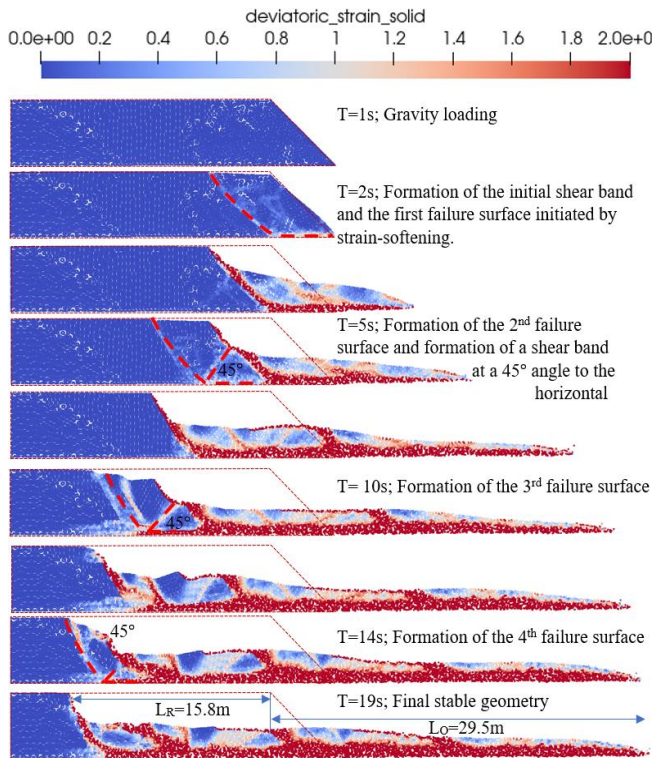 deviatoric_strain_solid
0.0e+00 0.2 0.4 0.6 0.8 1 1.2 1.4 1.6 1.8 2.0e+0
T=1s; Gravity loading
T=2s; Formation of the initial shear band
and the first failure surface initiated by
strain-softening.
T=5s; Formation of the 2nd failure
surface and formation of a shear band
45° at a 45° angle to the
horizontal
T= 10s; Formation of the 3rd failure surface
45°
45° T=14s; Formation of the 4th failure surface
T=19s; Final stable geometry
LR=15.8m
LO=29.5m